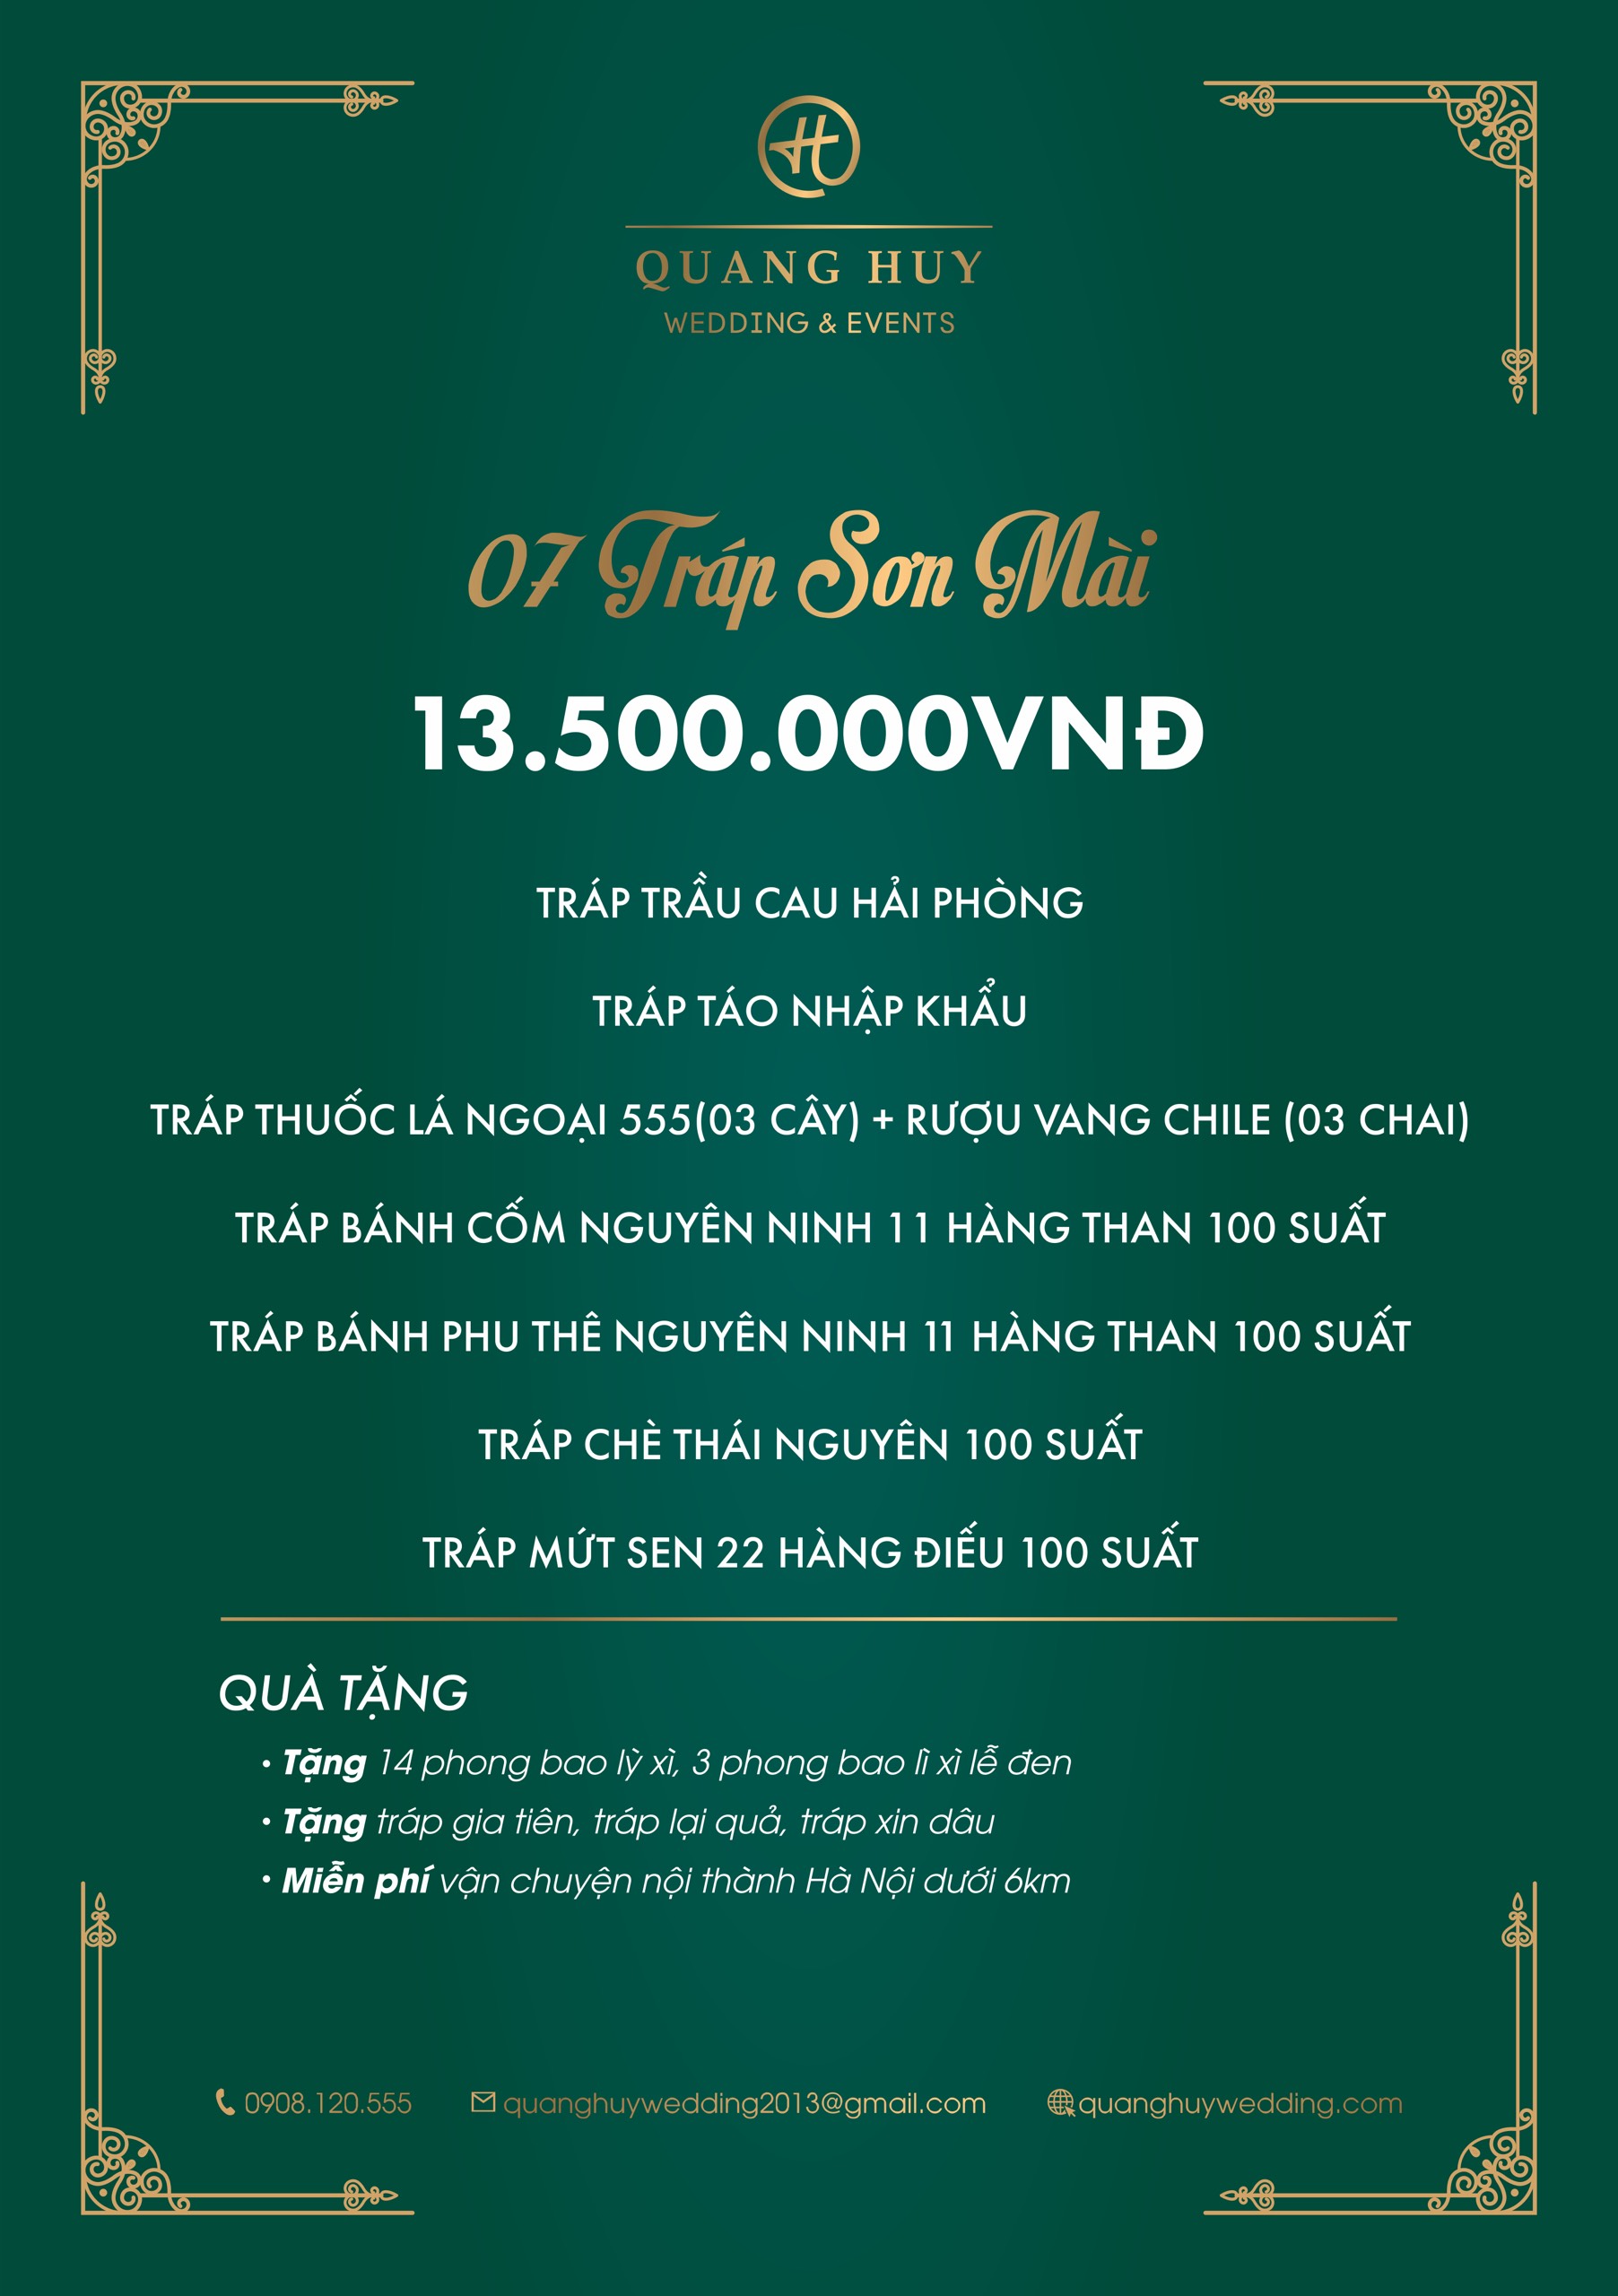 QUANG HUY
WEDDING & EVENTS
07 Tráp Sơn Mài
13.500.000VNĐ
TRÁP TRẦU CAU HẢI PHÒNG
TRÁP TÁO NHẬP KHẨU
TRÁP THUỐC LÁ NGOẠI 555(03 CÂY) + RƯỢU VANG CHILE (03 CHAI)
TRÁP BÁNH CỐM NGUYÊN NINH 11 HÀNG THAN 100 SUẤT
TRÁP BÁNH PHU THÊ NGUYÊN NINH 11 HÀNG THAN 100 SUẤT
TRÁP CHÈ THÁI NGUYÊN 100 SUẤT
TRÁP MỨT SEN 22 HÀNG ĐIẾU 100 SUẤT
QUÀ TẶNG
• Tặng 14 phong bao lỳ xì, 3 phong bao lì xì lễ đen
• Tặng tráp gia tiên, tráp lại quả, tráp xin dâu
• Miễn phí vận chuyện nội thành Hà Nội dưới 6km
0908.120.555 quanghuywedding2013@gmail.com quanghuywedding.com